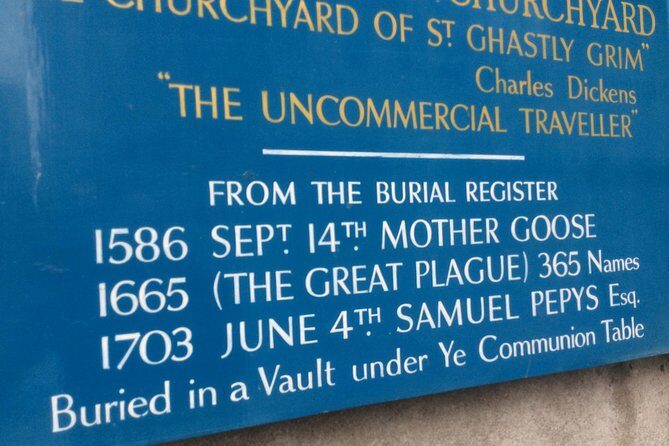 CHURCHYARD
CHURCHYARD OF ST GHASTLY GRIM"
Charles Dickens
"THE UNCOMMERCIAL TRAVELLER"
FROM THE BURIAL REGISTER
1586 SEPT 14TH MOTHER GOOSE
1665 (THE GREAT PLAGUE) 365 Names
1703 JUNE 4TH SAMUEL PEPYS Esq.
Buried in a Vault under Ye Communion Table